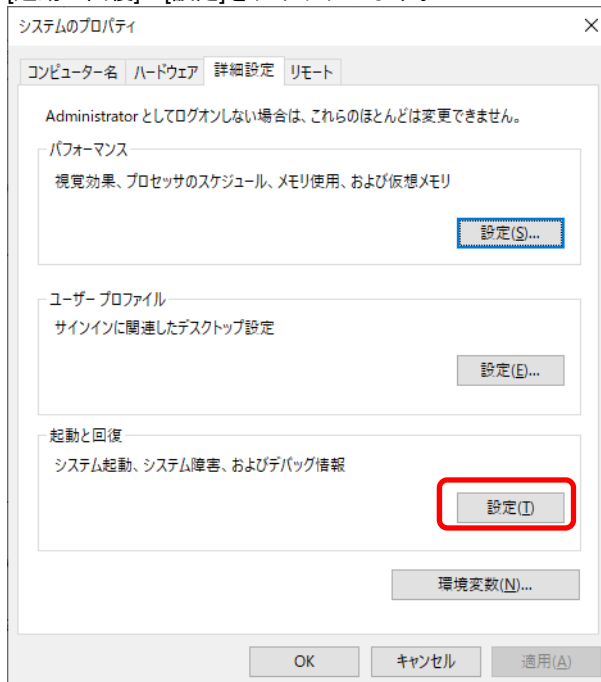 システムのプロパティ
コンピューター名 ハードウェア 詳細設定 リモート
Administrator としてログオンしない場合は、これらのほとんどは変更できません。
パフォーマンス
視覚効果、プロセッサのスケジュール、メモリ使用、および仮想メモリ
設定(S)...
ユーザー プロファイル
サインインに関連したデスクトップ設定
設定(E)...
起動と回復
システム起動、システム障害、およびデバッグ情報
設定(T)
環境変数(N)...
OK キャンセル 適用(A)